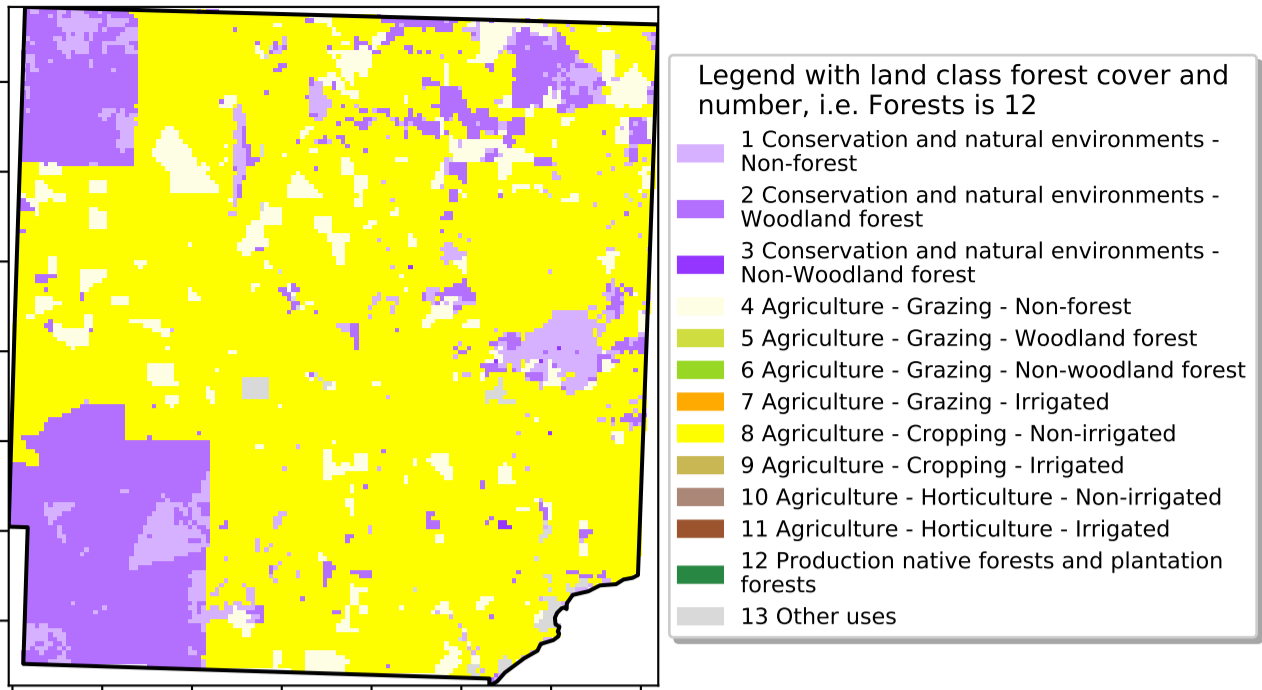 Legend with land class forest cover and
number, i.e. Forests is 12
1 Conservation and natural environments -
Non-forest
2 Conservation and natural environments -
Woodland forest
3 Conservation and natural environments -
Non-Woodland forest
4 Agriculture - Grazing - Non-forest
5 Agriculture - Grazing - Woodland forest
6 Agriculture - Grazing - Non-woodland forest
7 Agriculture - Grazing - Irrigated
8 Agriculture - Cropping - Non-irrigated
9 Agriculture - Cropping - Irrigated
10 Agriculture - Horticulture - Non-irrigated
11 Agriculture - Horticulture - Irrigated
12 Production native forests and plantation
forests
13 Other uses